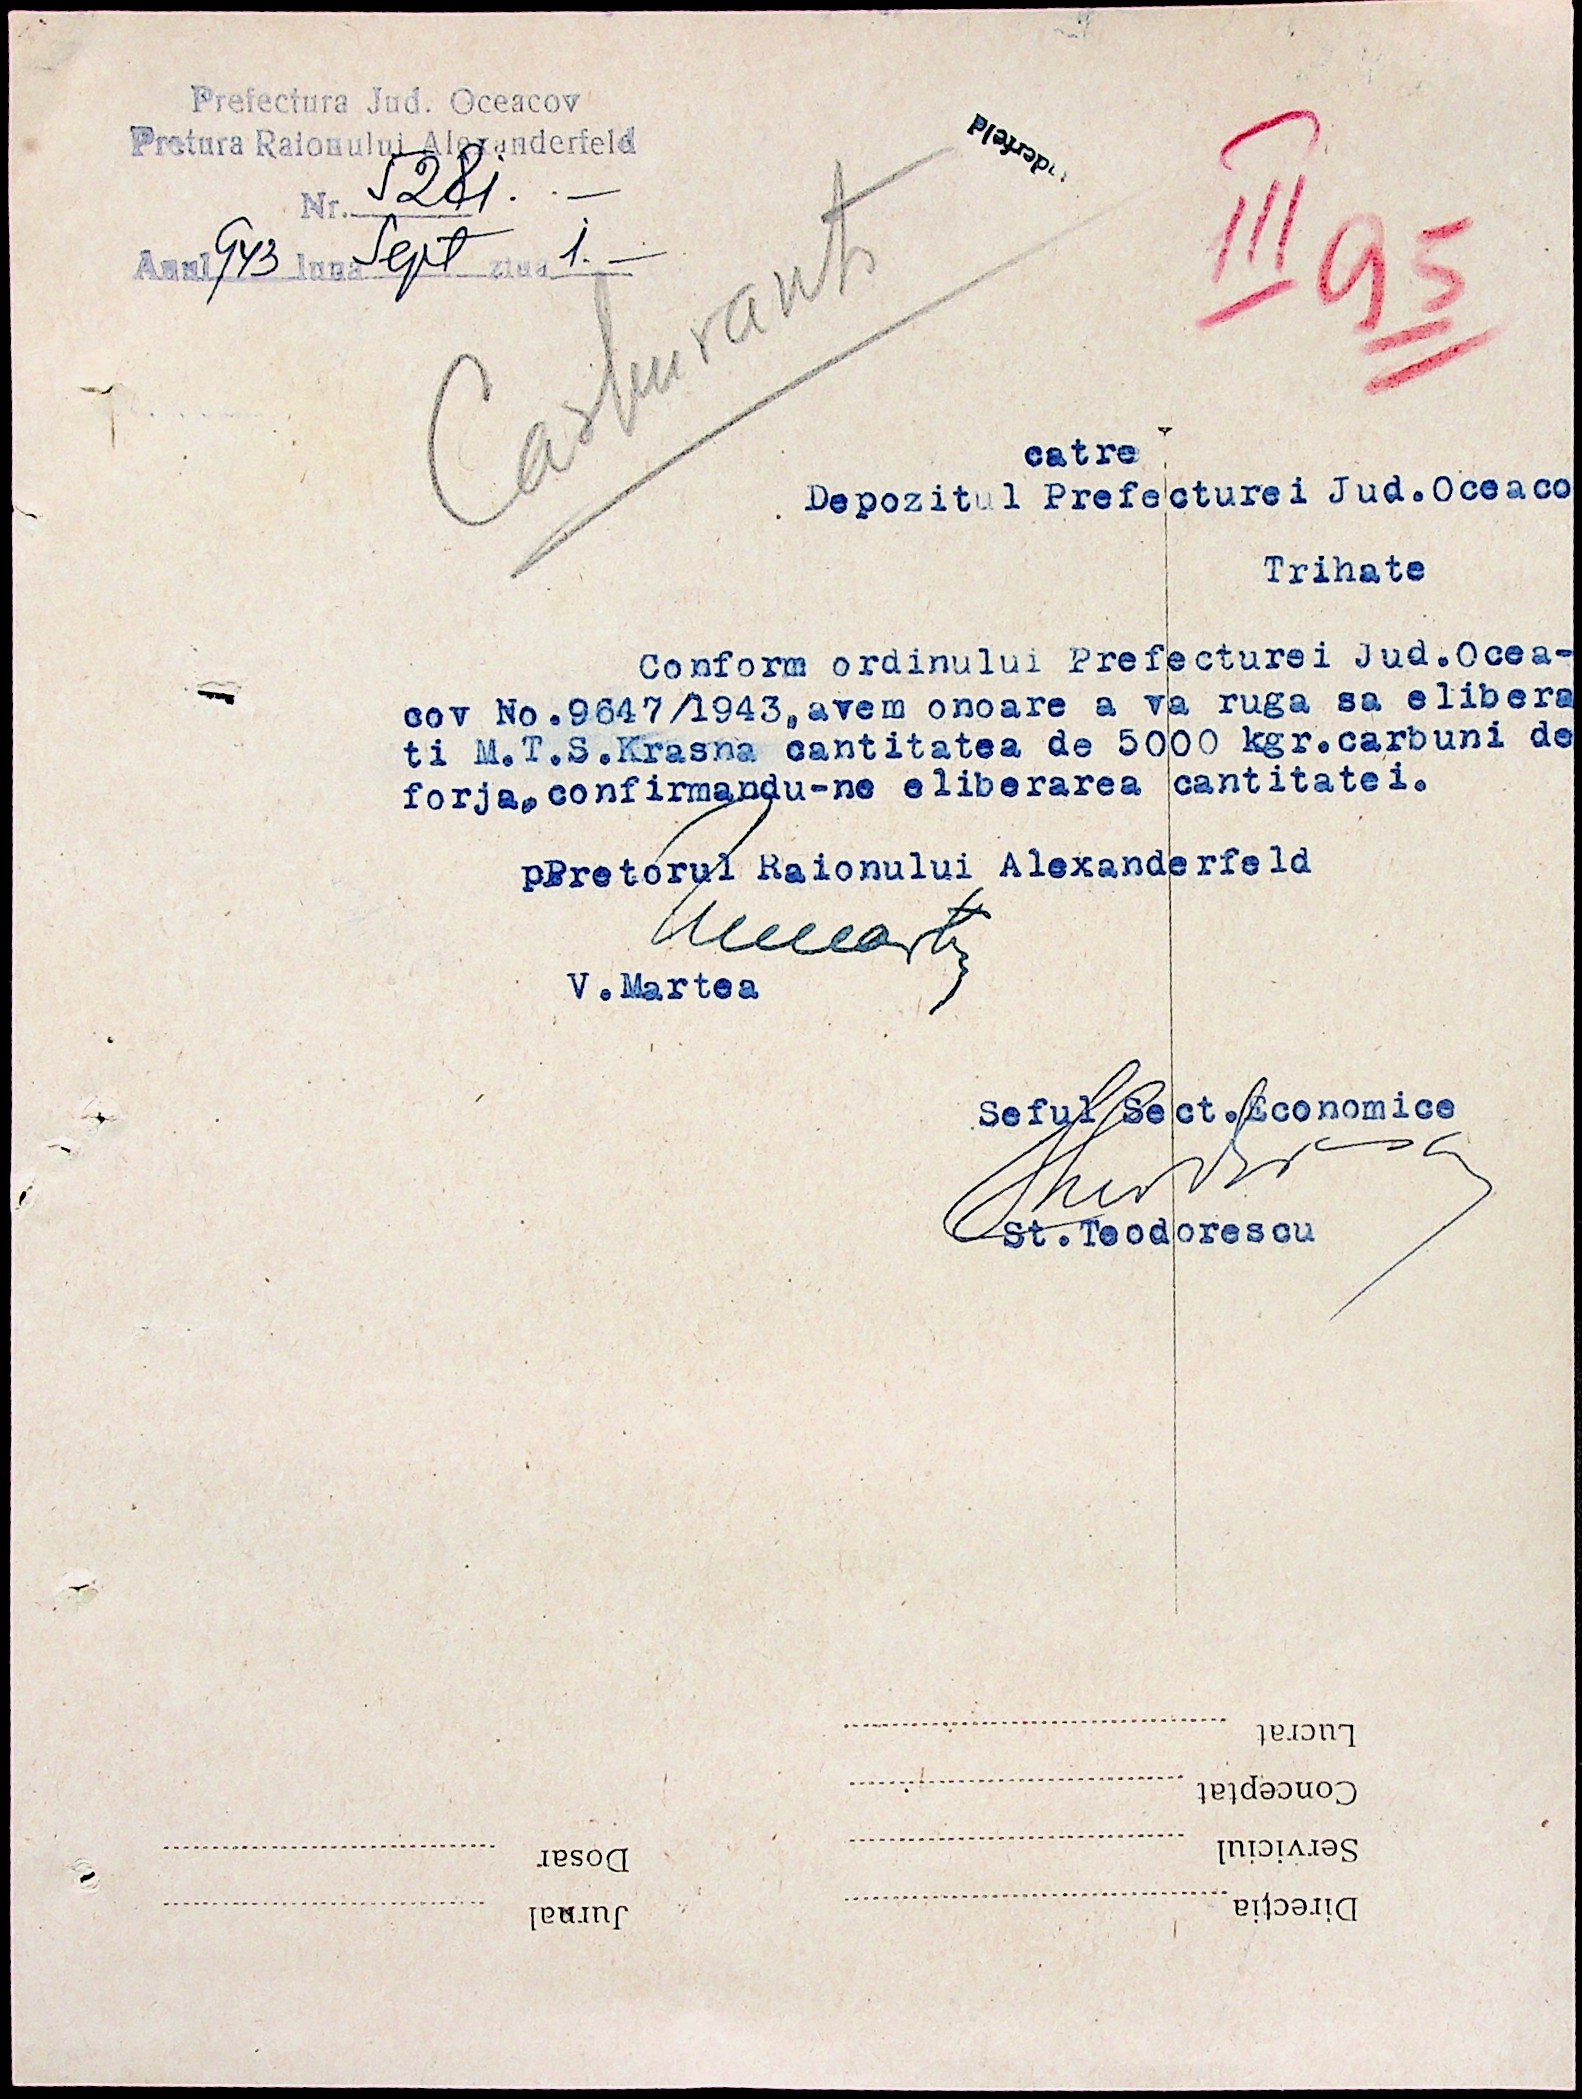 Prefectura Jud. Oceacov
Pretura Raionului Alexanderfeld
Nr. 5281.
Anul 943 luna Sept ziua 1.
derfeld
III 95
Carburanti
catre
Depozitul Prefecturei Jud.Oceaco
Trihate
Conform ordinului Prefecturei Jud.Ocea-
cov No.9647/1943,avem onoare a va ruga sa elibera
ti M.T.S.Krasna cantitatea de 5000 kgr.carbuni de
forja,confirmandu-ne eliberarea cantitatei.
pPretorul Raionului Alexanderfeld
V.Martea
Seful Sect.Economice
St.Teodorescu
Lucrat
Conceptat
Serviciul
Dosar
Direcția
Jurnal